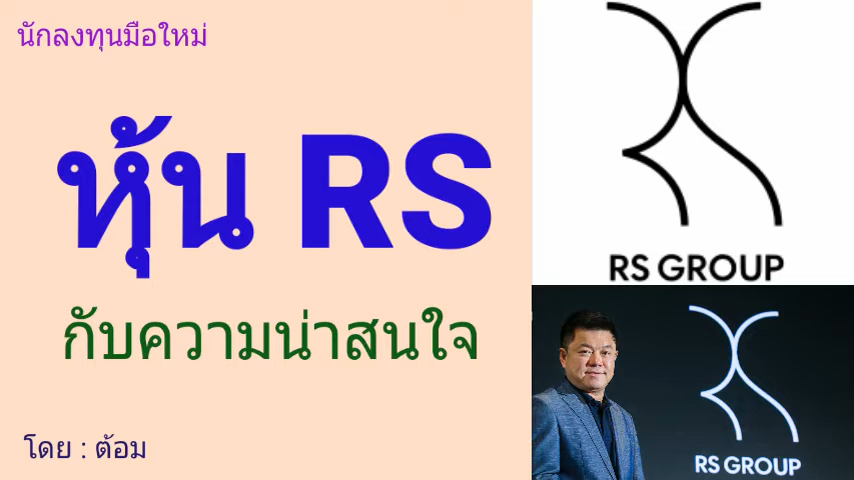 นักลงทุนมือใหม่
หุ้น RS
กับความน่าสนใจ
โดย : ต้อม
RS GROUP
RS GROUP